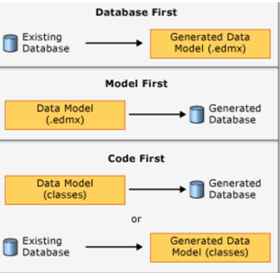 Database First
Existing
Database
Generated Data
Model (.edmx)
Model First
Data Model
(.edmx)
Generated
Database
Code First
Data Model
(classes)
Generated
Database
or
Existing
Database
Generated Data
Model (classes)